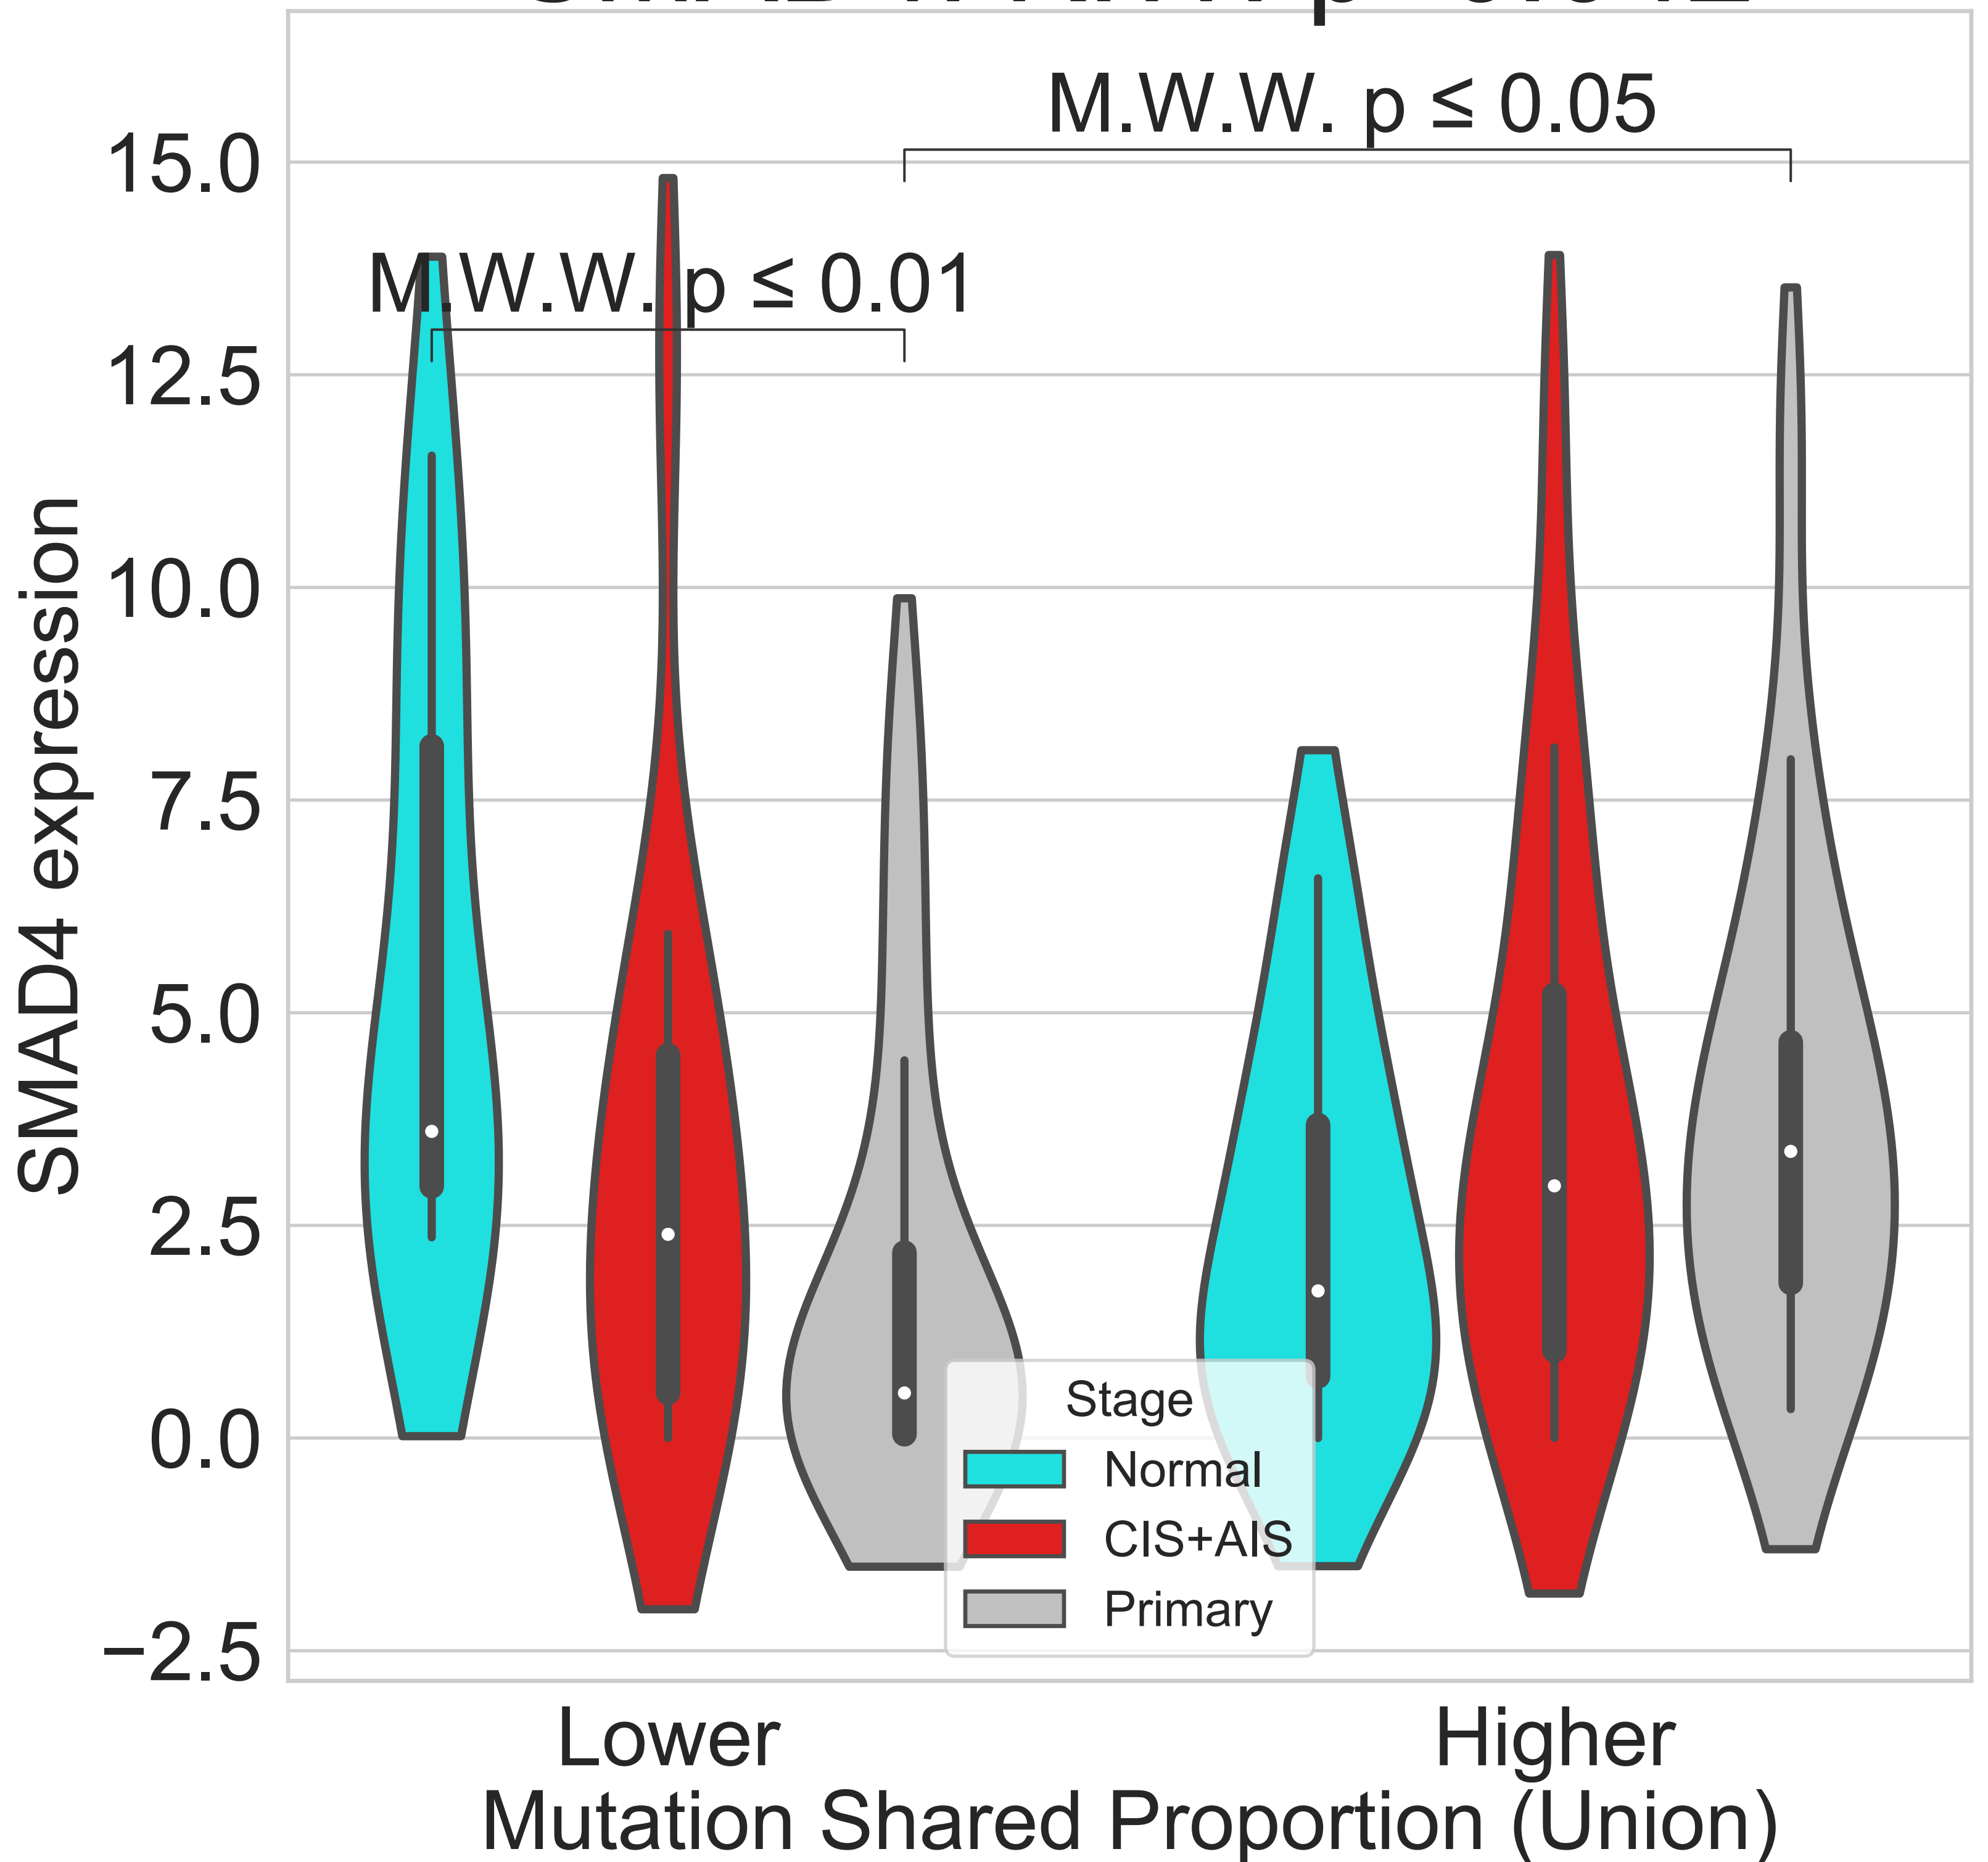 M.W.W. p ≤ 0.05
15.0
M.W.W. p ≤ 0.01
12.5
10.0
7.5
5.0
2.5
0.0
−2.5
SMAD4 expression
Stage
Normal
CIS+AIS
Primary
Lower
Higher
Mutation Shared Proportion (Union)